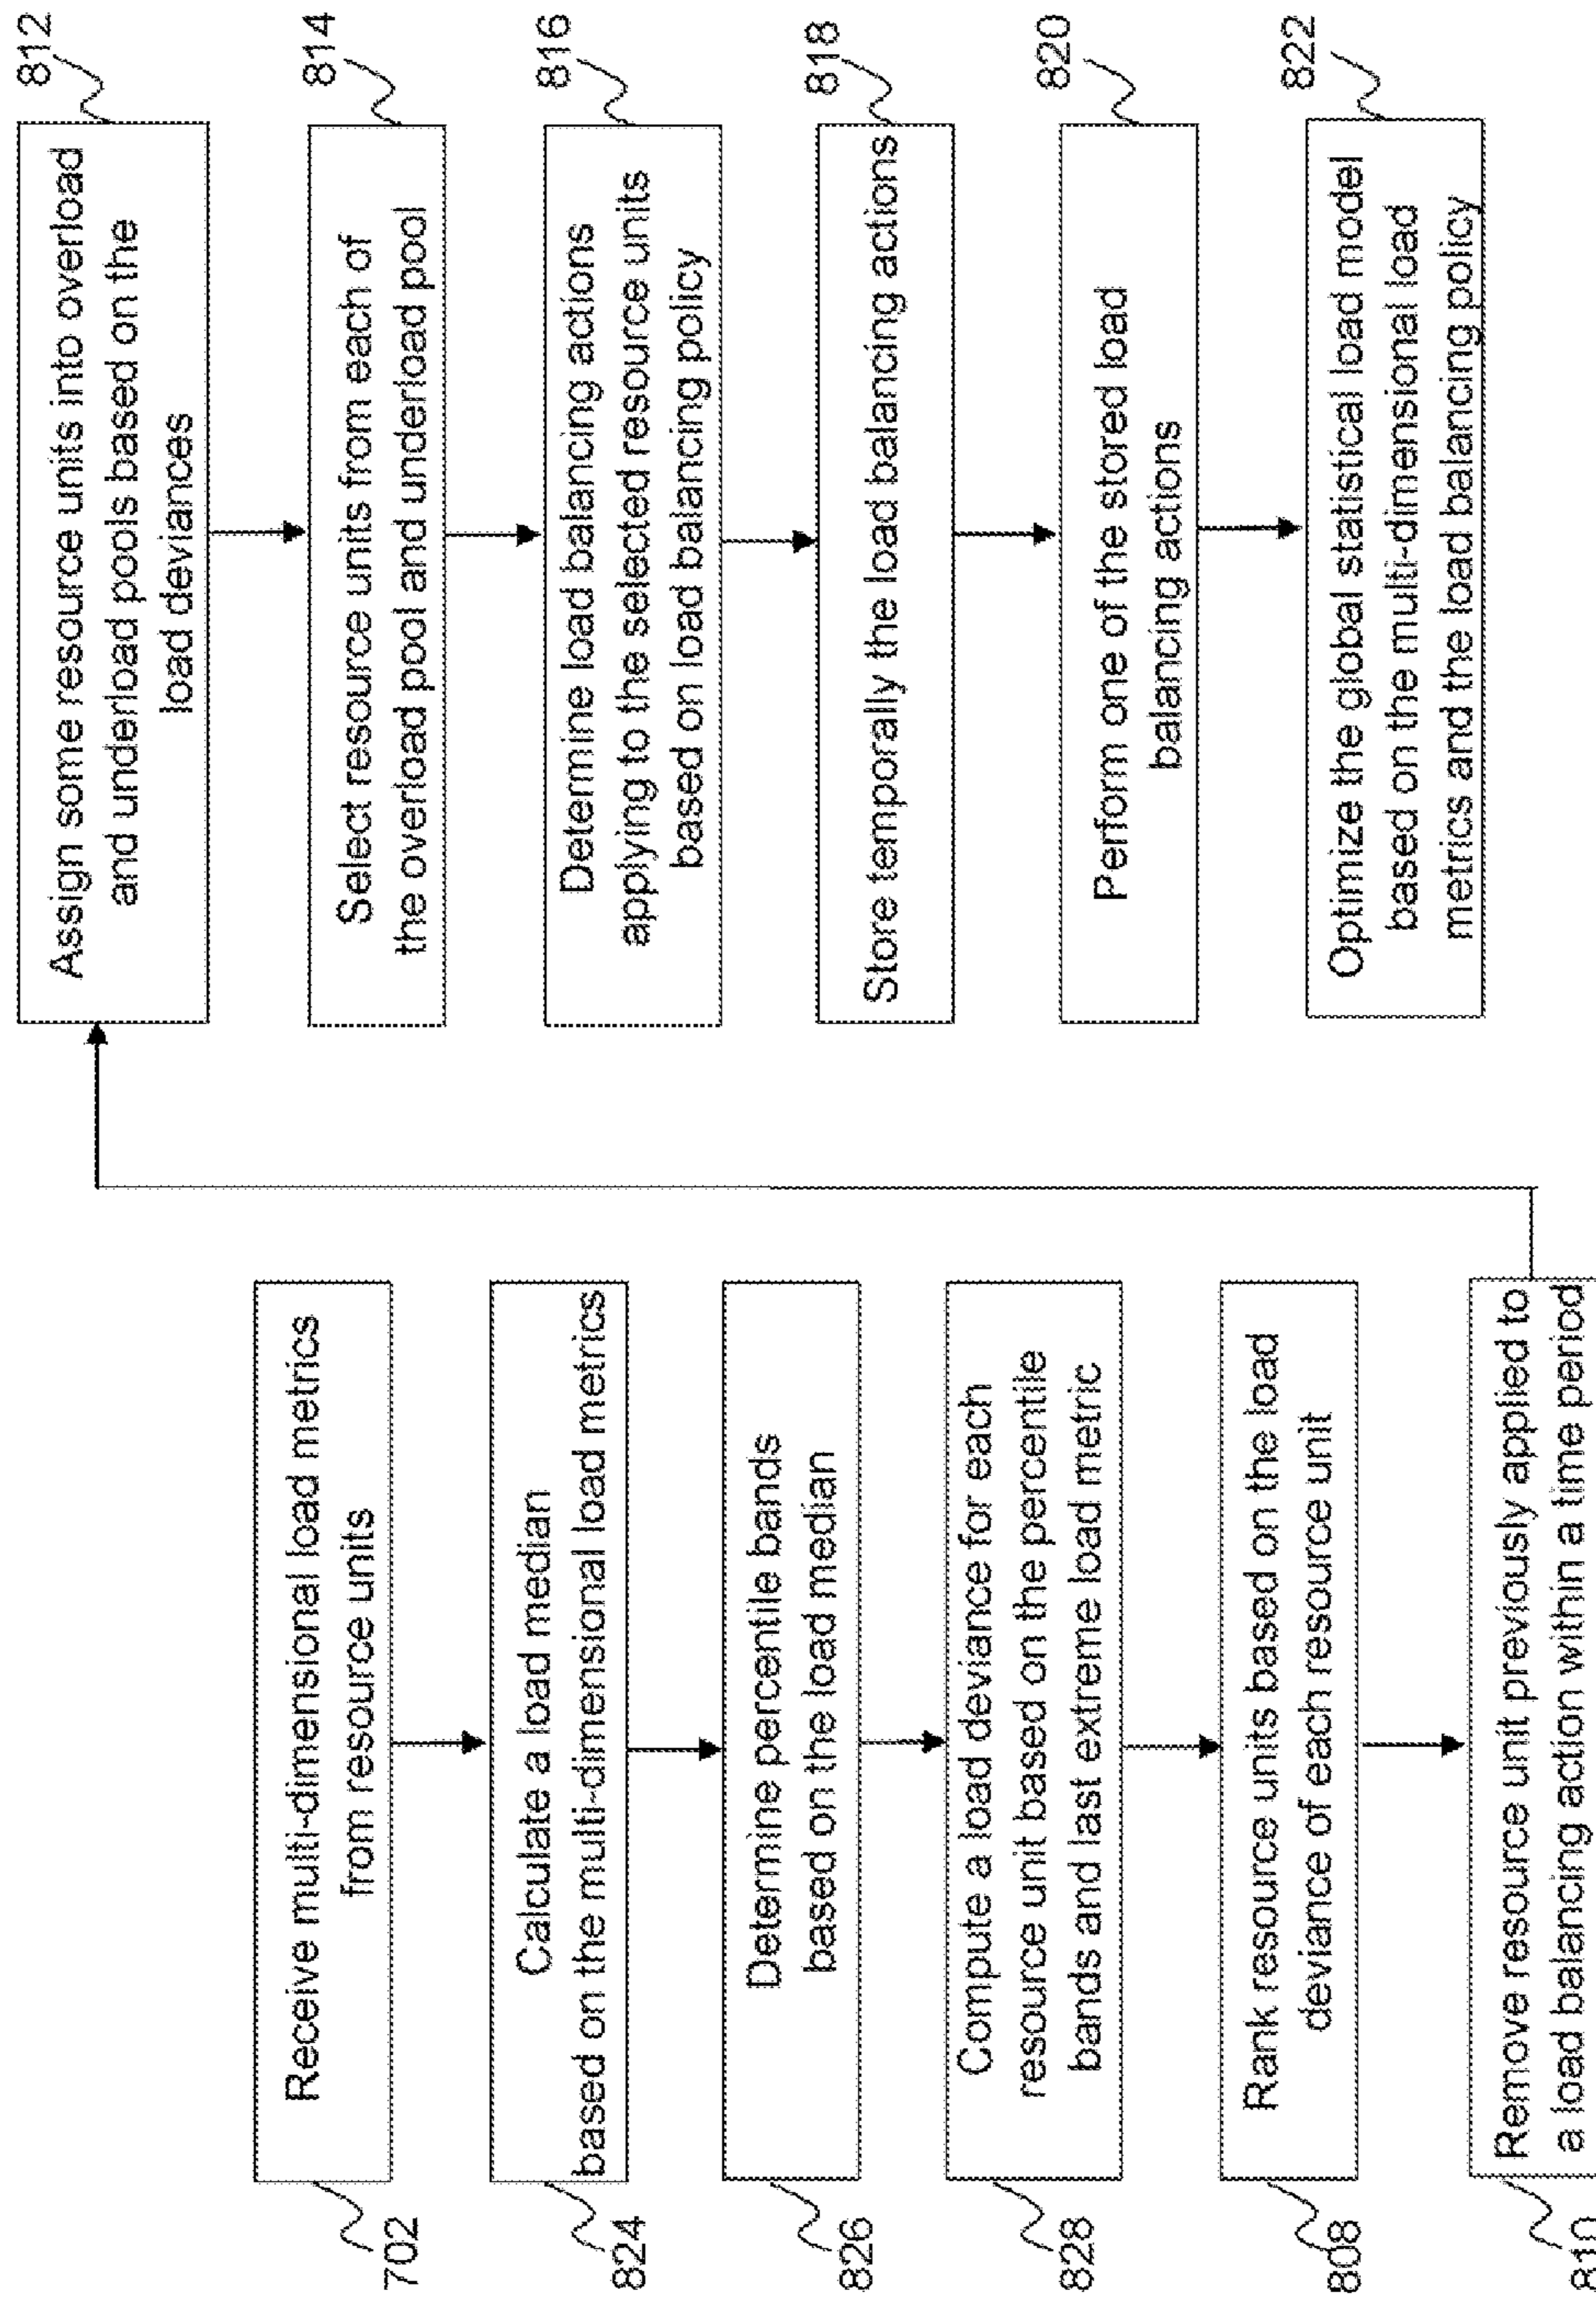 702
Receive multi-dimensional load metrics
from resource units
824
Calculate a load median
based on the multi-dimensional load metrics
826
Determine percentile bands
based on the load median
828
Compute a load deviance for each
resource unit based on the percentile
bands and last extreme load metric
808
Rank resource units based on the load
deviance of each resource unit
810
Remove resource unit previously applied to
a load balancing action within a time period
812
Assign some resource units into overload
and underload pools based on the
load deviances
814
Select resource units from each of
the overload pool and underload pool
816
Determine load balancing actions
applying to the selected resource units
based on load balancing policy
818
Store temporally the load balancing actions
820
Perform one of the stored load
balancing actions
822
Optimize the global statistical load model
based on the multi-dimensional load
metrics and the load balancing policy